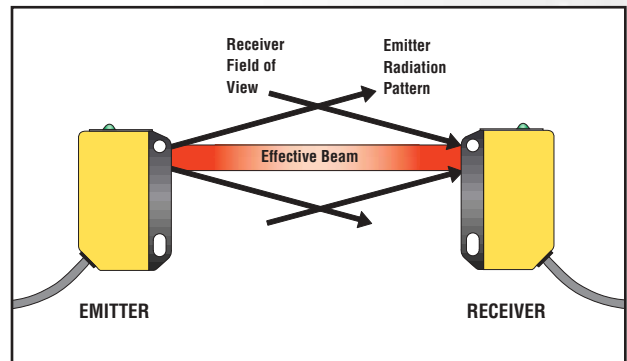 Receiver
Field of
View
Emitter
Radiation
Pattern
Effective Beam
EMITTER
RECEIVER